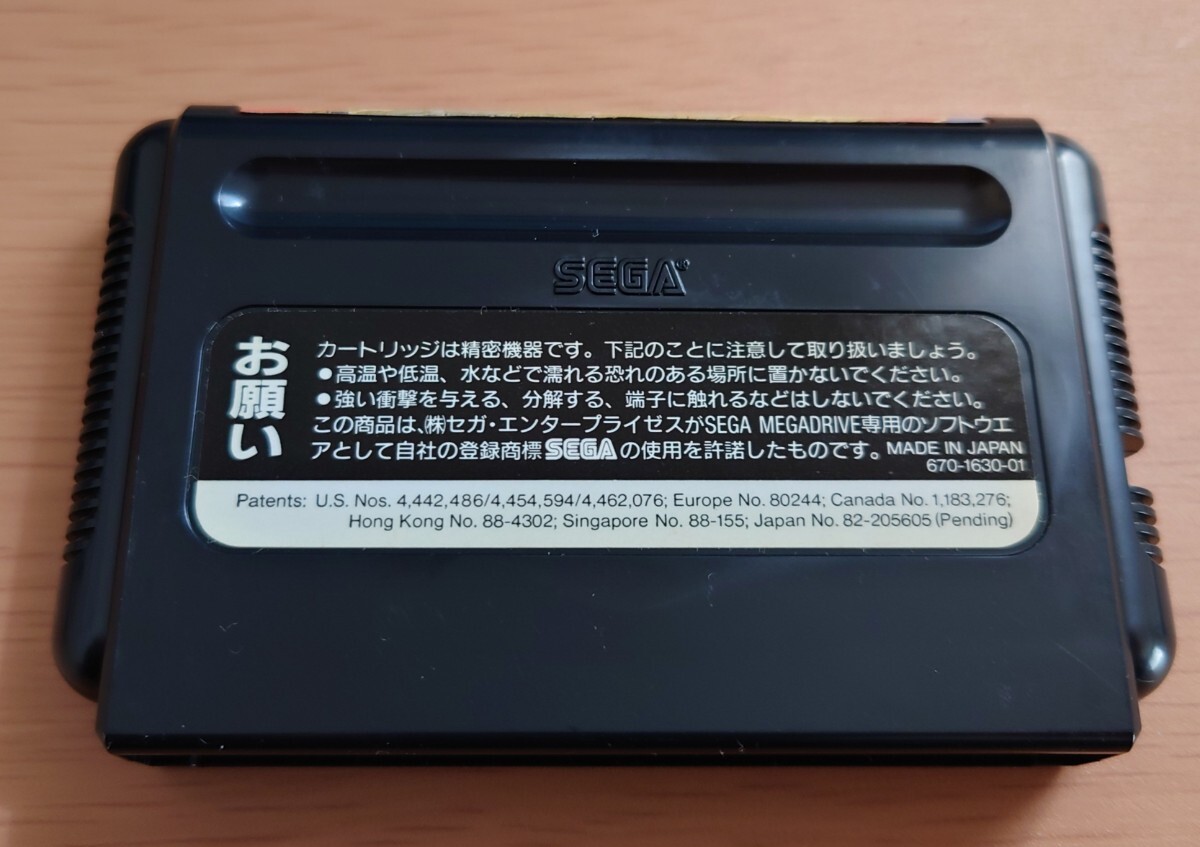 SEGA
お願い
カートリッジは精密機器です。下記のことに注意して取り扱いましょう。
●高温や低温、水などで濡れる恐れのある場所に置かないでください。
●強い衝撃を与える、分解する、端子に触れるなどはしないでください。
この商品は、㈱セガ・エンタープライゼスがSEGA MEGADRIVE専用のソフトウエ
アとして自社の登録商標SEGAの使用を許諾したものです。MADE IN JAPAN
670-1630-01
Patents: U.S. Nos. 4,442,486/4,454,594/4,462,076; Europe No. 80244; Canada No. 1,183,276;
Hong Kong No. 88-4302; Singapore No. 88-155; Japan No. 82-205605 (Pending)